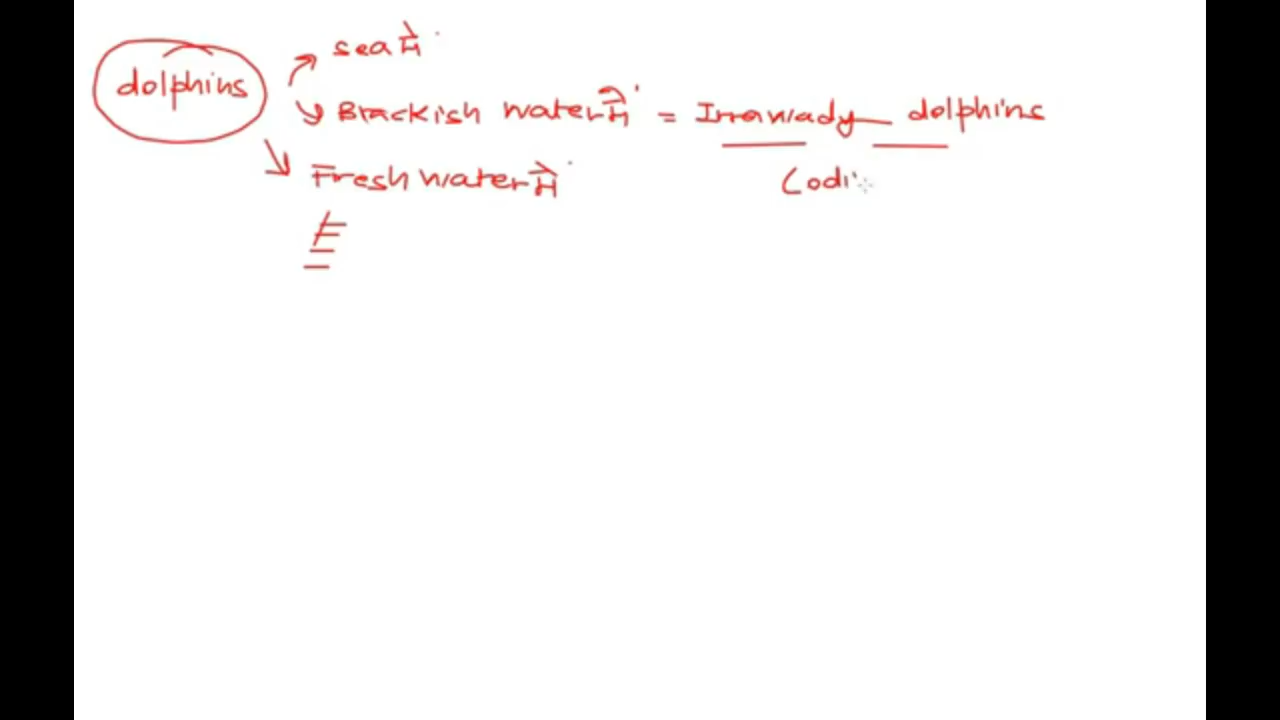 sea में
dolphins
Brackish water में = Irrawady dolphins
Fresh water में
(odi